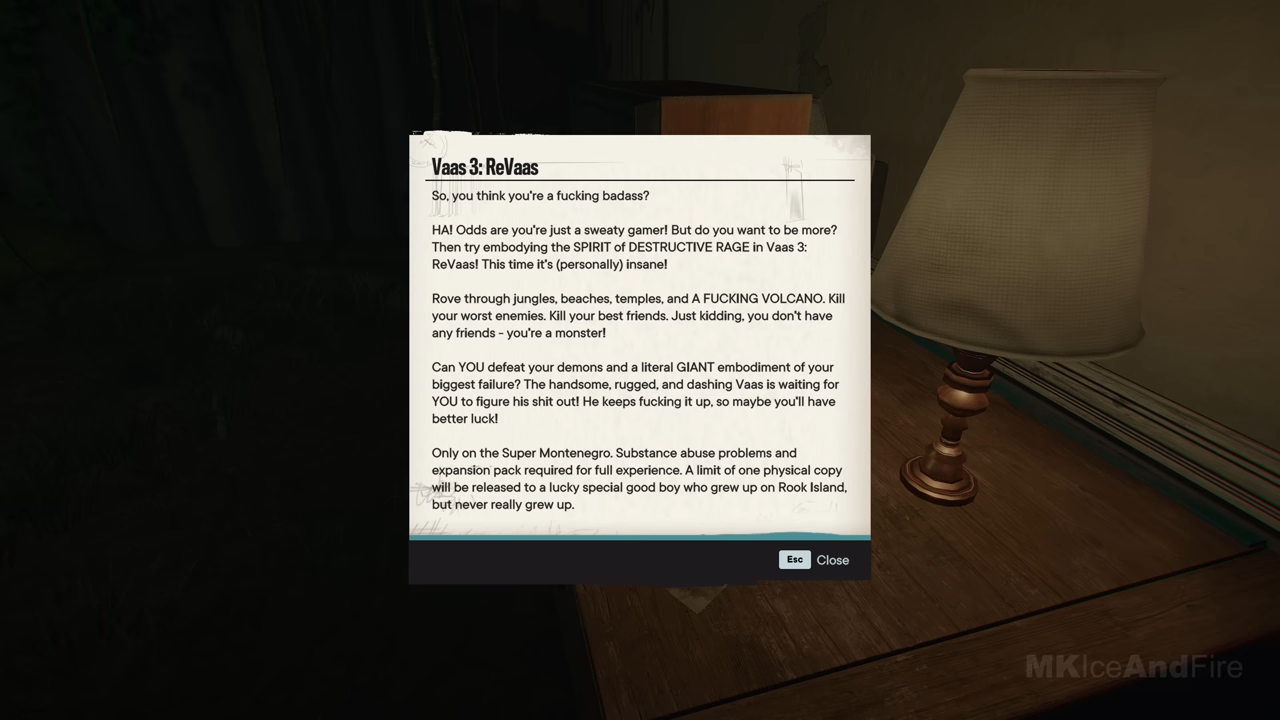 Vaas 3: ReVaas
So, you think you're a fucking badass?
HA! Odds are you're just a sweaty gamer! But do you want to be more?
Then try embodying the SPIRIT of DESTRUCTIVE RAGE in Vaas 3:
ReVaas! This time it's (personally) insane!
Rove through jungles, beaches, temples, and A FUCKING VOLCANO. Kill
your worst enemies. Kill your best friends. Just kidding, you don't have
any friends - you're a monster!
Can YOU defeat your demons and a literal GIANT embodiment of your
biggest failure? The handsome, rugged, and dashing Vaas is waiting for
YOU to figure his shit out! He keeps fucking it up, so maybe you'll have
better luck!
Only on the Super Montenegro. Substance abuse problems and
expansion pack required for full experience. A limit of one physical copy
will be released to a lucky special good boy who grew up on Rook Island,
but never really grew up.
Esc Close
MKIceAndFire